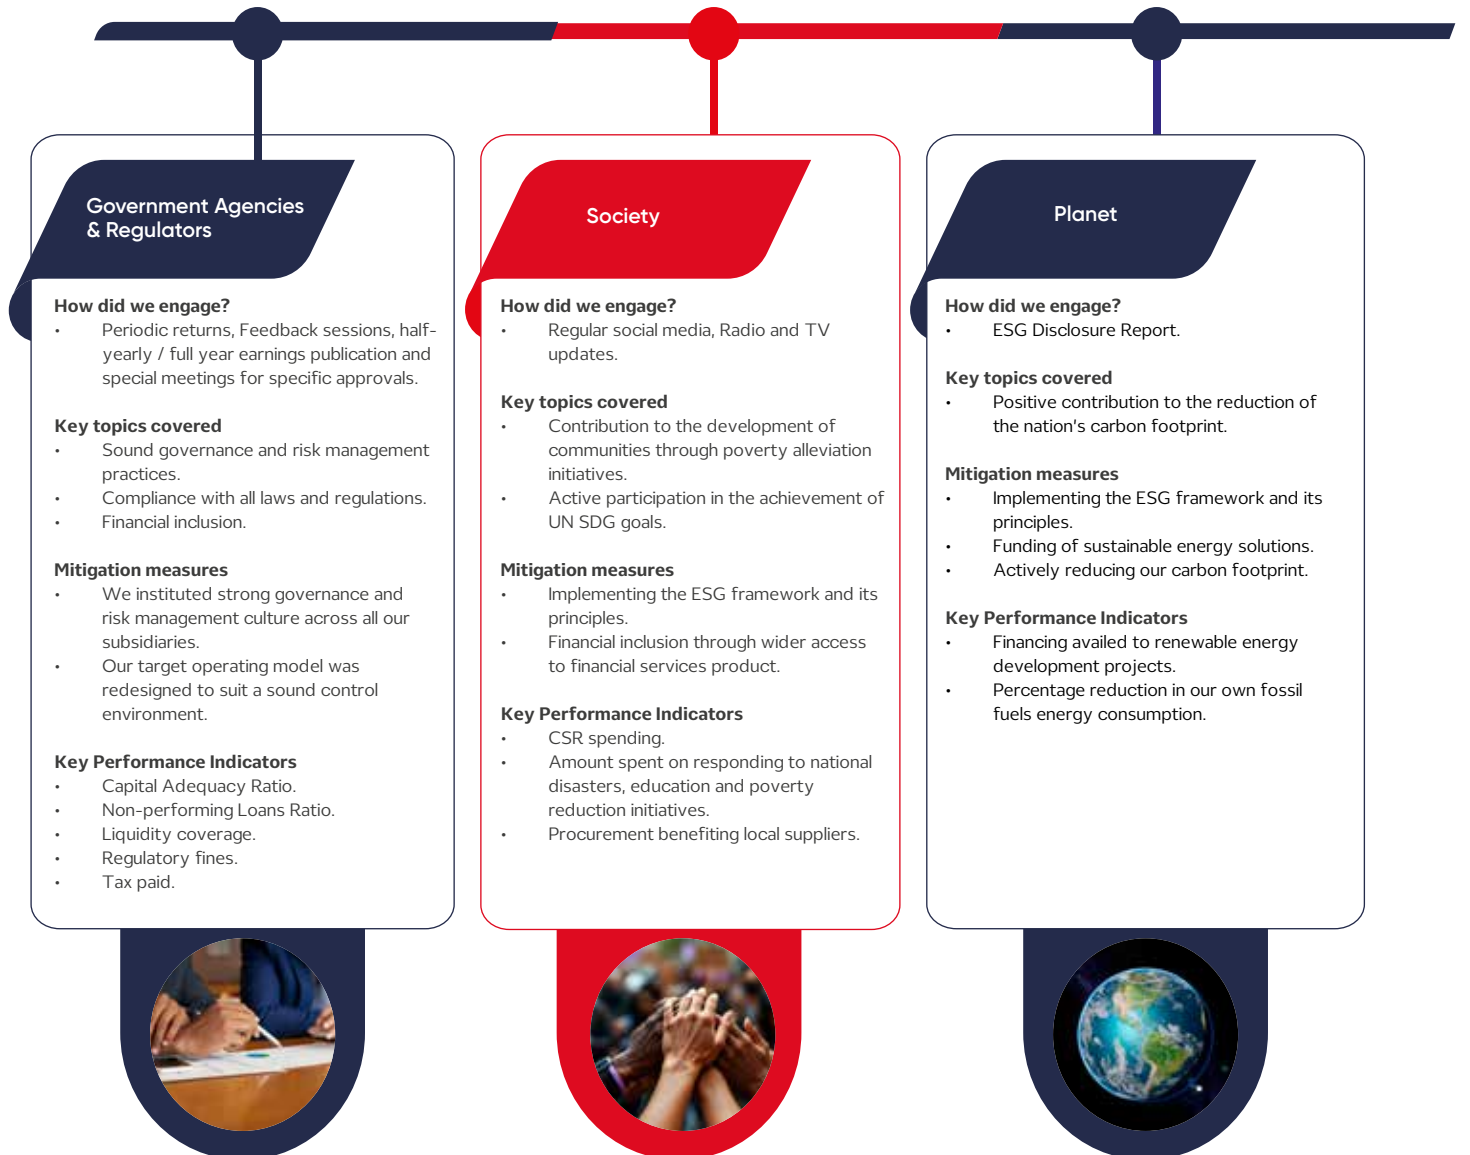 Government Agencies
& Regulators
How did we engage?
• Periodic returns, Feedback sessions, half-
yearly / full year earnings publication and
special meetings for specific approvals.
Key topics covered
• Sound governance and risk management
practices.
• Compliance with all laws and regulations.
• Financial inclusion.
Mitigation measures
• We instituted strong governance and
risk management culture across all our
subsidiaries.
• Our target operating model was
redesigned to suit a sound control
environment.
Key Performance Indicators
• Capital Adequacy Ratio.
• Non-performing Loans Ratio.
• Liquidity coverage.
• Regulatory fines.
• Tax paid.
Society
How did we engage?
• Regular social media, Radio and TV
updates.
Key topics covered
• Contribution to the development of
communities through poverty alleviation
initiatives.
• Active participation in the achievement of
UN SDG goals.
Mitigation measures
• Implementing the ESG framework and its
principles.
• Financial inclusion through wider access
to financial services product.
Key Performance Indicators
• CSR spending.
• Amount spent on responding to national
disasters, education and poverty
reduction initiatives.
• Procurement benefiting local suppliers.
Planet
How did we engage?
• ESG Disclosure Report.
Key topics covered
• Positive contribution to the reduction of
the nation's carbon footprint.
Mitigation measures
• Implementing the ESG framework and its
principles.
• Funding of sustainable energy solutions.
• Actively reducing our carbon footprint.
Key Performance Indicators
• Financing availed to renewable energy
development projects.
• Percentage reduction in our own fossil
fuels energy consumption.